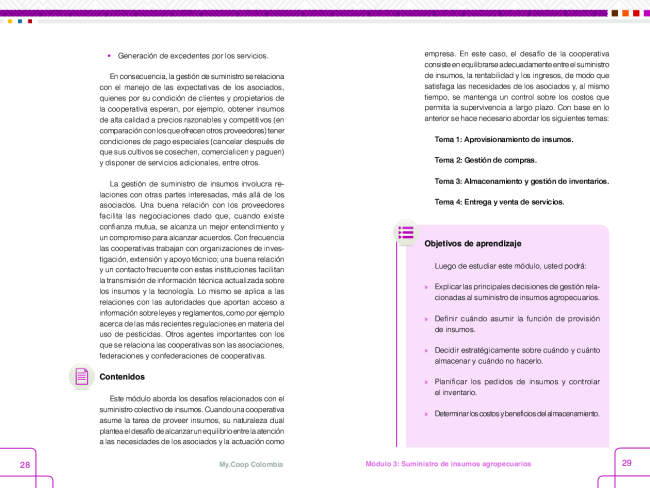 • Generación de excedentes por los servicios.
En consecuencia, la gestión de suministro se relaciona
con el manejo de las expectativas de los asociados,
quienes por su condición de clientes y propietarios de
la cooperativa esperan, por ejemplo, obtener insumos
de alta calidad a precios razonables y competitivos (en
comparación con los que ofrecen otros proveedores) tener
condiciones de pago especiales (cancelar después de
que sus cultivos se cosechen, comercialicen y paguen)
y disponer de servicios adicionales, entre otros.
La gestión de suministro de insumos involucra re-
laciones con otras partes interesadas, más allá de los
asociados. Una buena relación con los proveedores
facilita las negociaciones dado que, cuando existe
confianza mutua, se alcanza un mejor entendimiento y
un compromiso para alcanzar acuerdos. Con frecuencia
las cooperativas trabajan con organizaciones de inves-
tigación, extensión y apoyo técnico; una buena relación
y un contacto frecuente con estas instituciones facilitan
la transmisión de información técnica actualizada sobre
los insumos y la tecnología. Lo mismo se aplica a las
relaciones con las autoridades que aportan acceso a
información sobre leyes y reglamentos, como por ejemplo
acerca de las más recientes regulaciones en materia del
uso de pesticidas. Otros agentes importantes con los
que se relaciona las cooperativas son las asociaciones,
federaciones y confederaciones de cooperativas.
Contenidos
Este módulo aborda los desafíos relacionados con el
suministro colectivo de insumos. Cuando una cooperativa
asume la tarea de proveer insumos, su naturaleza dual
plantea el desafío de alcanzar un equilibrio entre la atención
a las necesidades de los asociados y la actuación como
28
My.Coop Colombia
empresa. En este caso, el desafío de la cooperativa
consiste en equilibrarse adecuadamente entre el suministro
de insumos, la rentabilidad y los ingresos, de modo que
satisfaga las necesidades de los asociados y, al mismo
tiempo, se mantenga un control sobre los costos que
permita la supervivencia a largo plazo. Con base en lo
anterior se hace necesario abordar los siguientes temas:
Tema 1: Aprovisionamiento de insumos.
Tema 2: Gestión de compras.
Tema 3: Almacenamiento y gestión de inventarios.
Tema 4: Entrega y venta de servicios.
Objetivos de aprendizaje
Luego de estudiar este módulo, usted podrá:
» Explicar las principales decisiones de gestión rela-
cionadas al suministro de insumos agropecuarios.
» Definir cuándo asumir la función de provisión
de insumos.
» Decidir estratégicamente sobre cuándo y cuánto
almacenar y cuándo no hacerlo.
» Planificar los pedidos de insumos y controlar
el inventario.
» Determinar los costos y beneficios del almacenamiento.
Módulo 3: Suministro de insumos agropecuarios
29